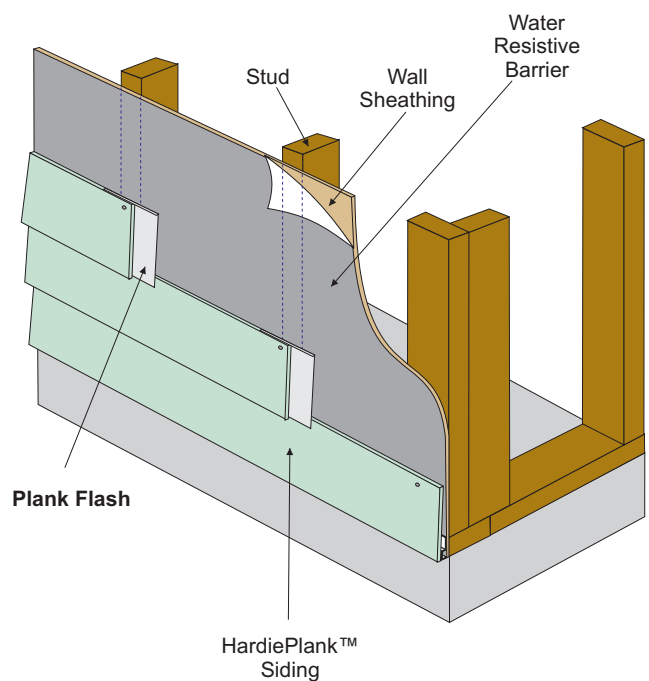 Water
Resistive
Barrier
Stud
Wall
Sheathing
Plank Flash
HardiePlank™
Siding